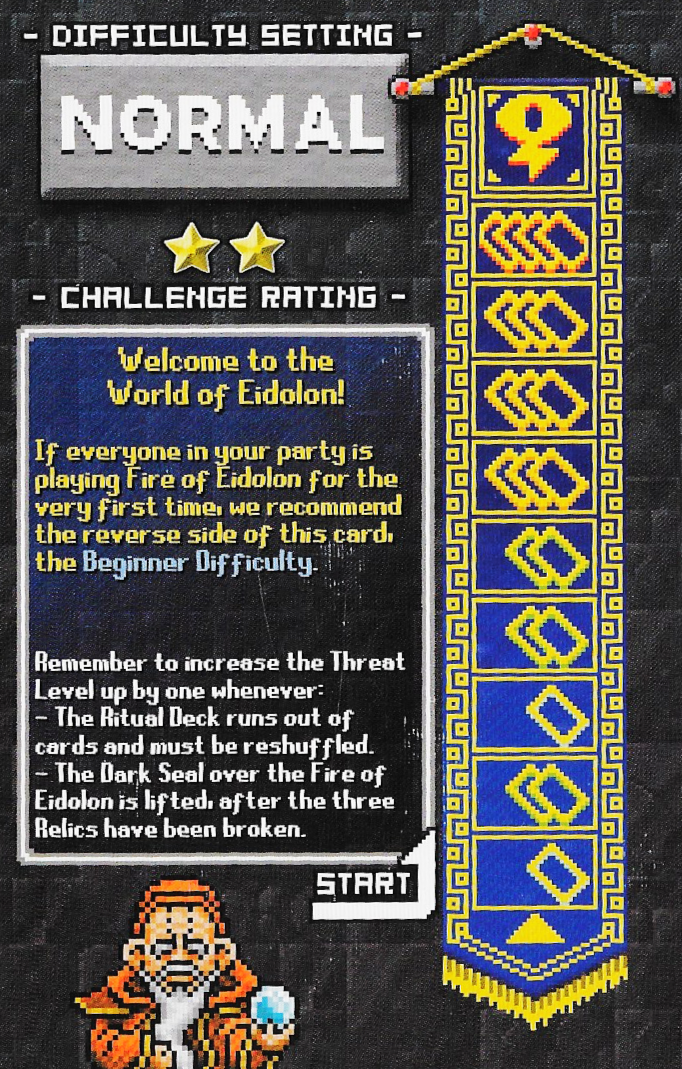 - DIFFICULTY SETTING -
NORMAL
- CHALLENGE RATING -
Welcome to the
World of Eidolon!
If everyone in your party is
playing Fire of Eidolon for the
very first time, we recommend
the reverse side of this card,
the Beginner Difficulty.
Remember to increase the Threat
Level up by one whenever:
- The Ritual Deck runs out of
cards and must be reshuffled.
- The Dark Seal over the Fire of
Eidolon is lifted, after the three
Relics have been broken.
START